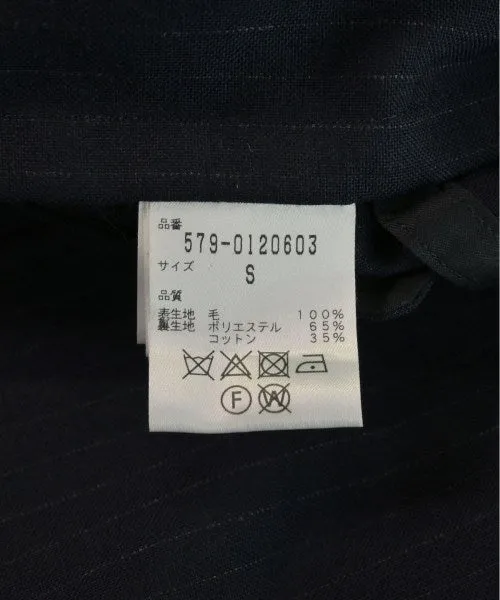 品番
579-0120603
サイズ
S
品質
表生地 毛 100%
裏生地 ポリエステル 65%
コットン 35%
F W